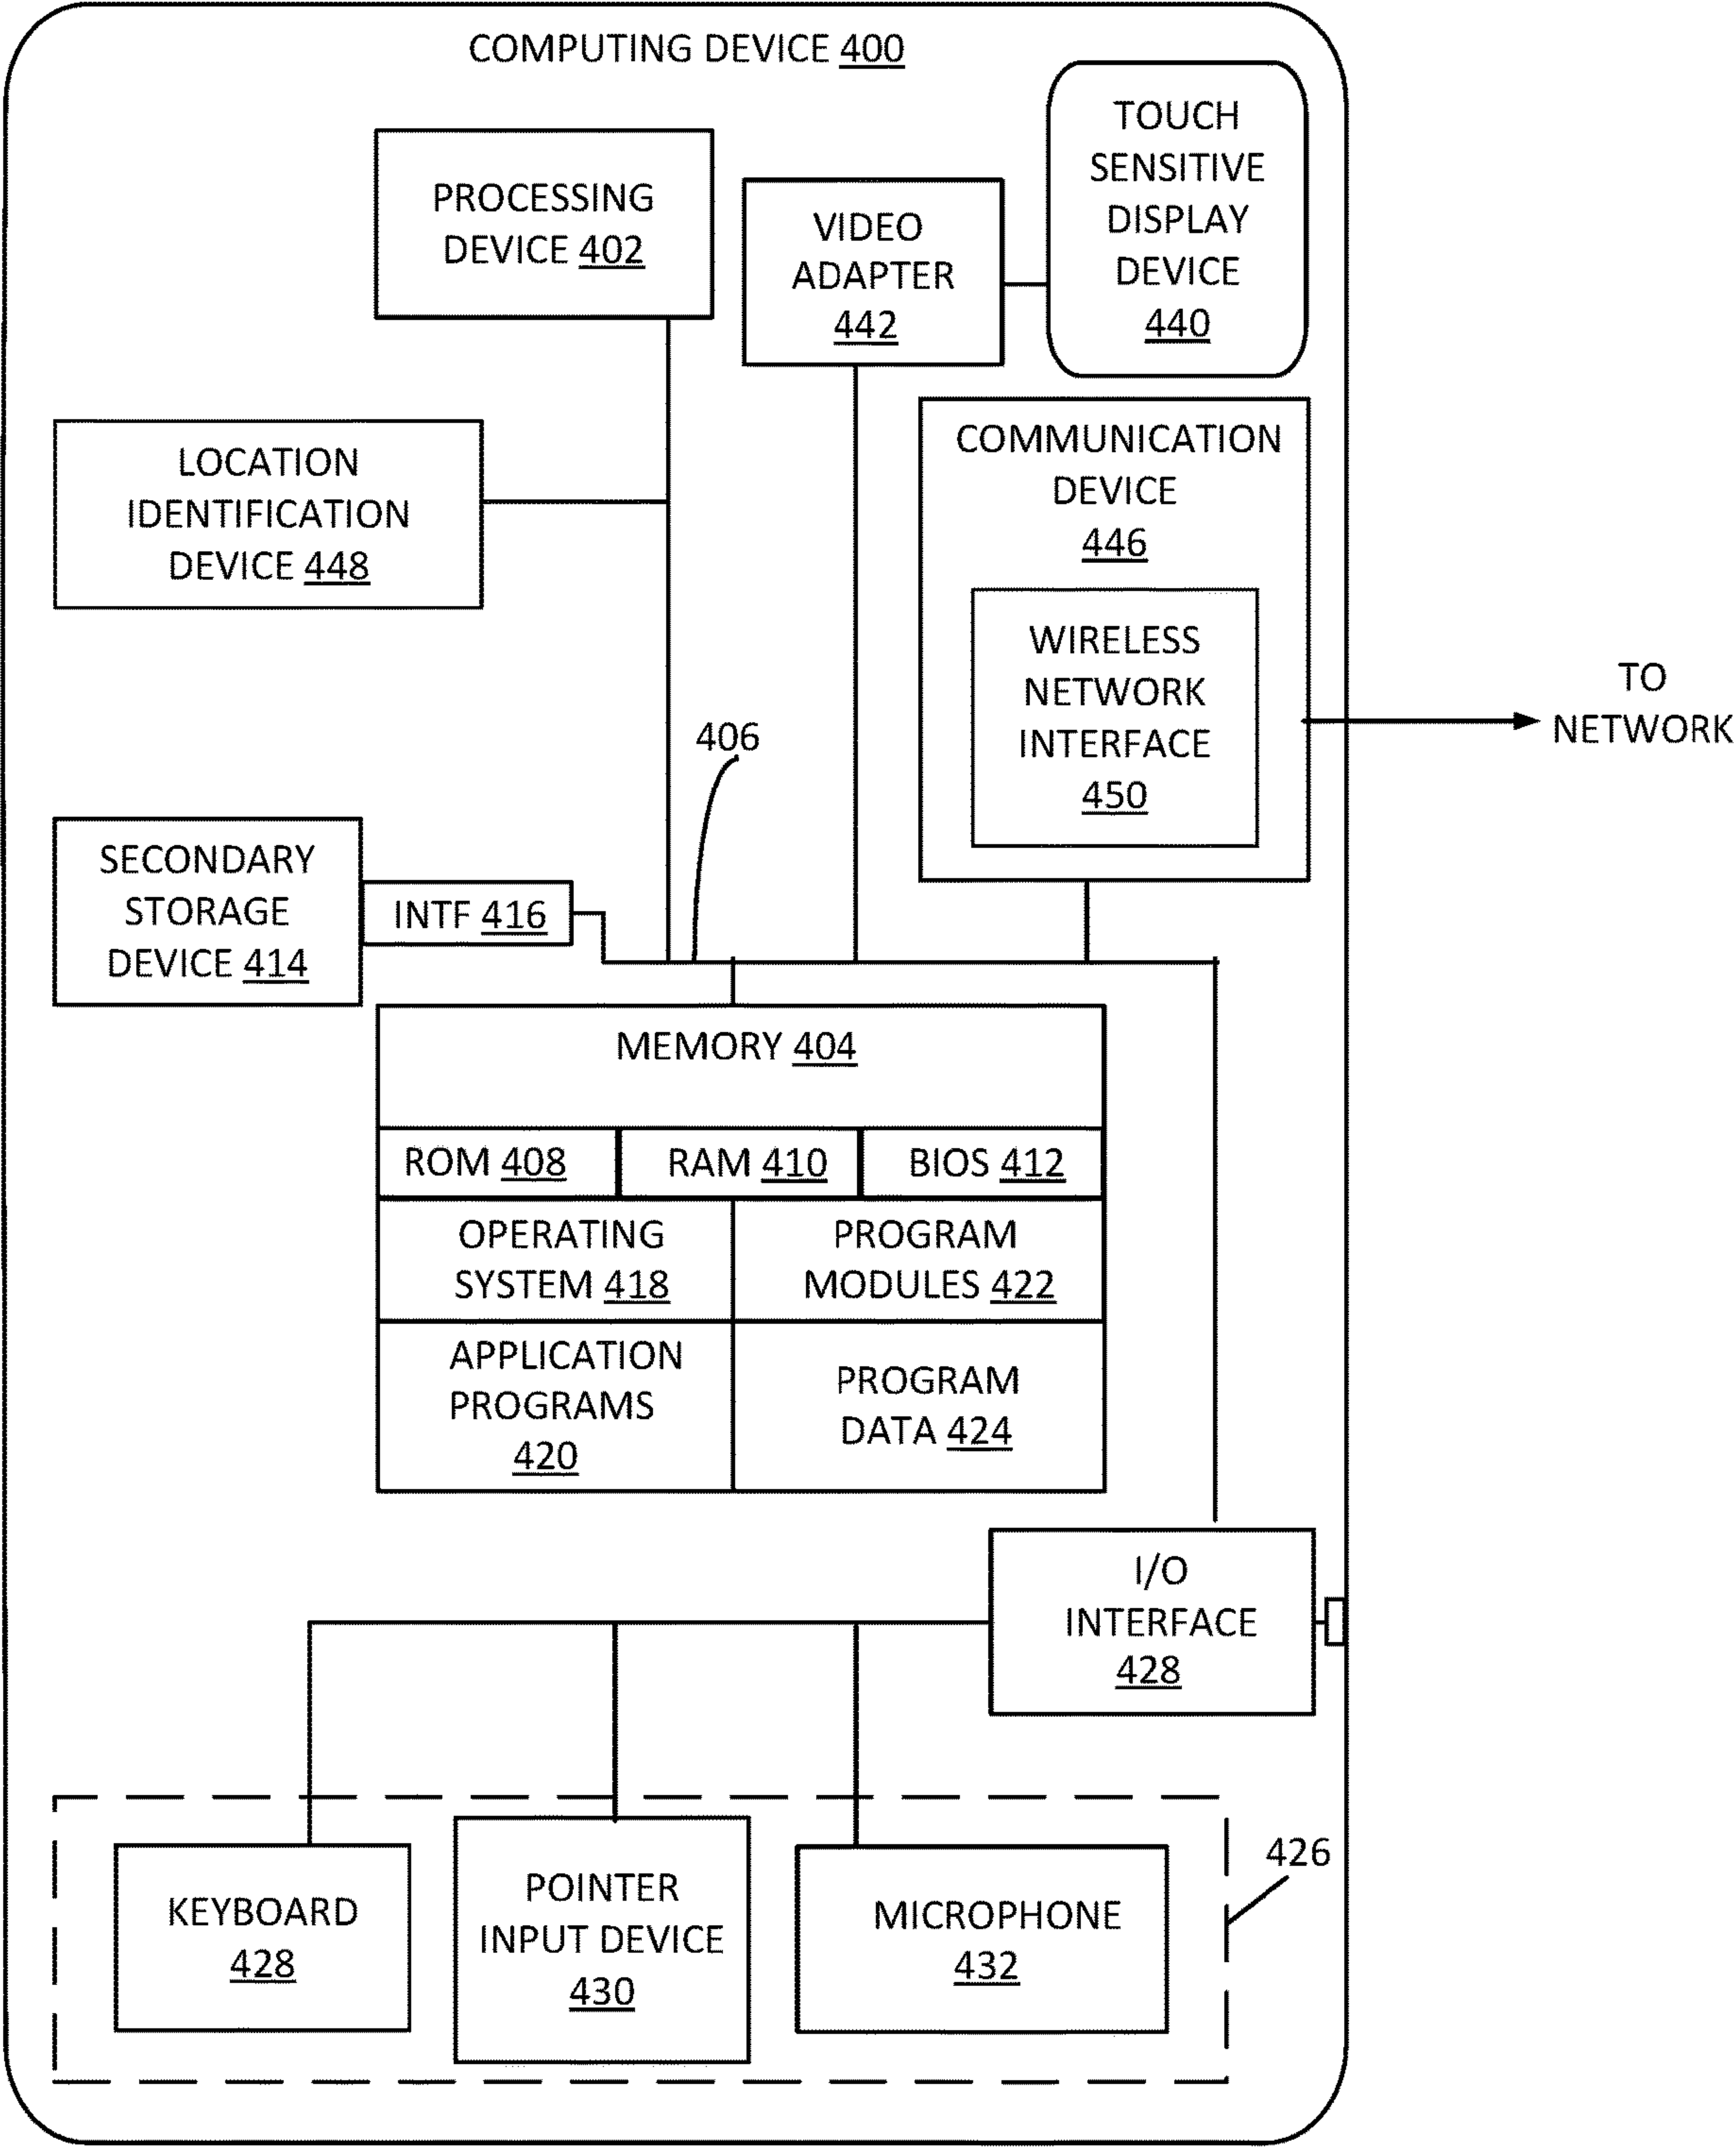 COMPUTING DEVICE 400
PROCESSING
DEVICE 402
VIDEO
ADAPTER
442
TOUCH
SENSITIVE
DISPLAY
DEVICE
440
LOCATION
IDENTIFICATION
DEVICE 448
COMMUNICATION
DEVICE
446
WIRELESS
NETWORK
INTERFACE
450
TO
NETWORK
406
SECONDARY
STORAGE
DEVICE 414
INTF 416
MEMORY 404
ROM 408
RAM 410
BIOS 412
OPERATING
SYSTEM 418
PROGRAM
MODULES 422
APPLICATION
PROGRAMS
420
PROGRAM
DATA 424
I/O
INTERFACE
428
426
KEYBOARD
428
POINTER
INPUT DEVICE
430
MICROPHONE
432